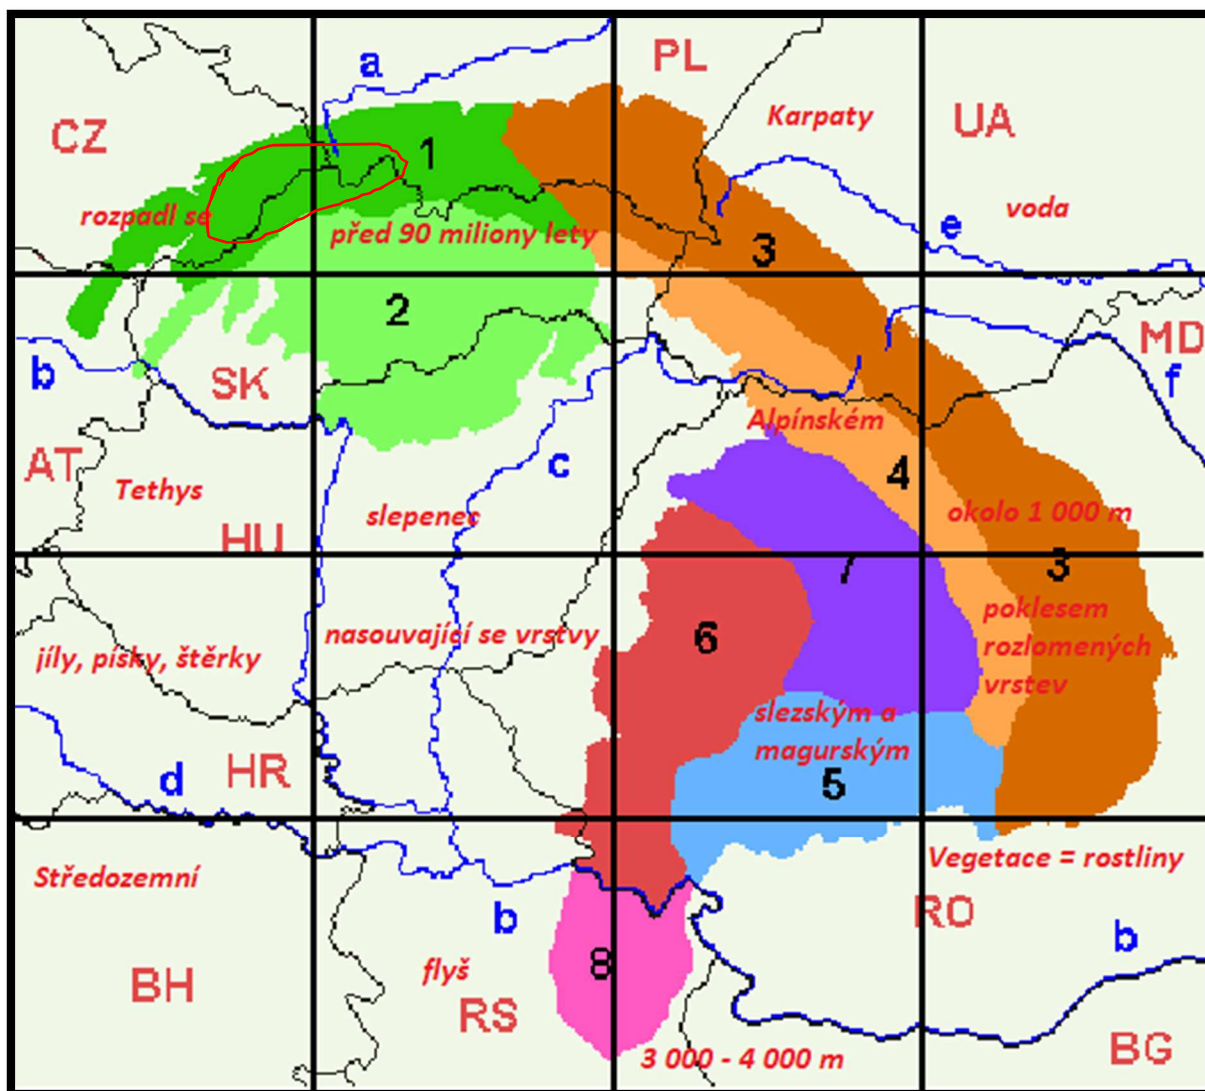 a
PL
Karpaty
UA
CZ
1
rozpadl se
před 90 miliony lety
3
voda
e
2
MD
b
SK
f
Alpínském
AT
Tethys
c
4
HU
slepenec
okolo 1 000 m
7
3
jíly, písky, štěrky
nasouvající se vrstvy
6
poklesem
rozlomených
vrstev
slezským a
magurským
HR
d
5
Středozemní
Vegetace = rostliny
b
RO
b
BH
flyš
8
RS
3 000 - 4 000 m
BG